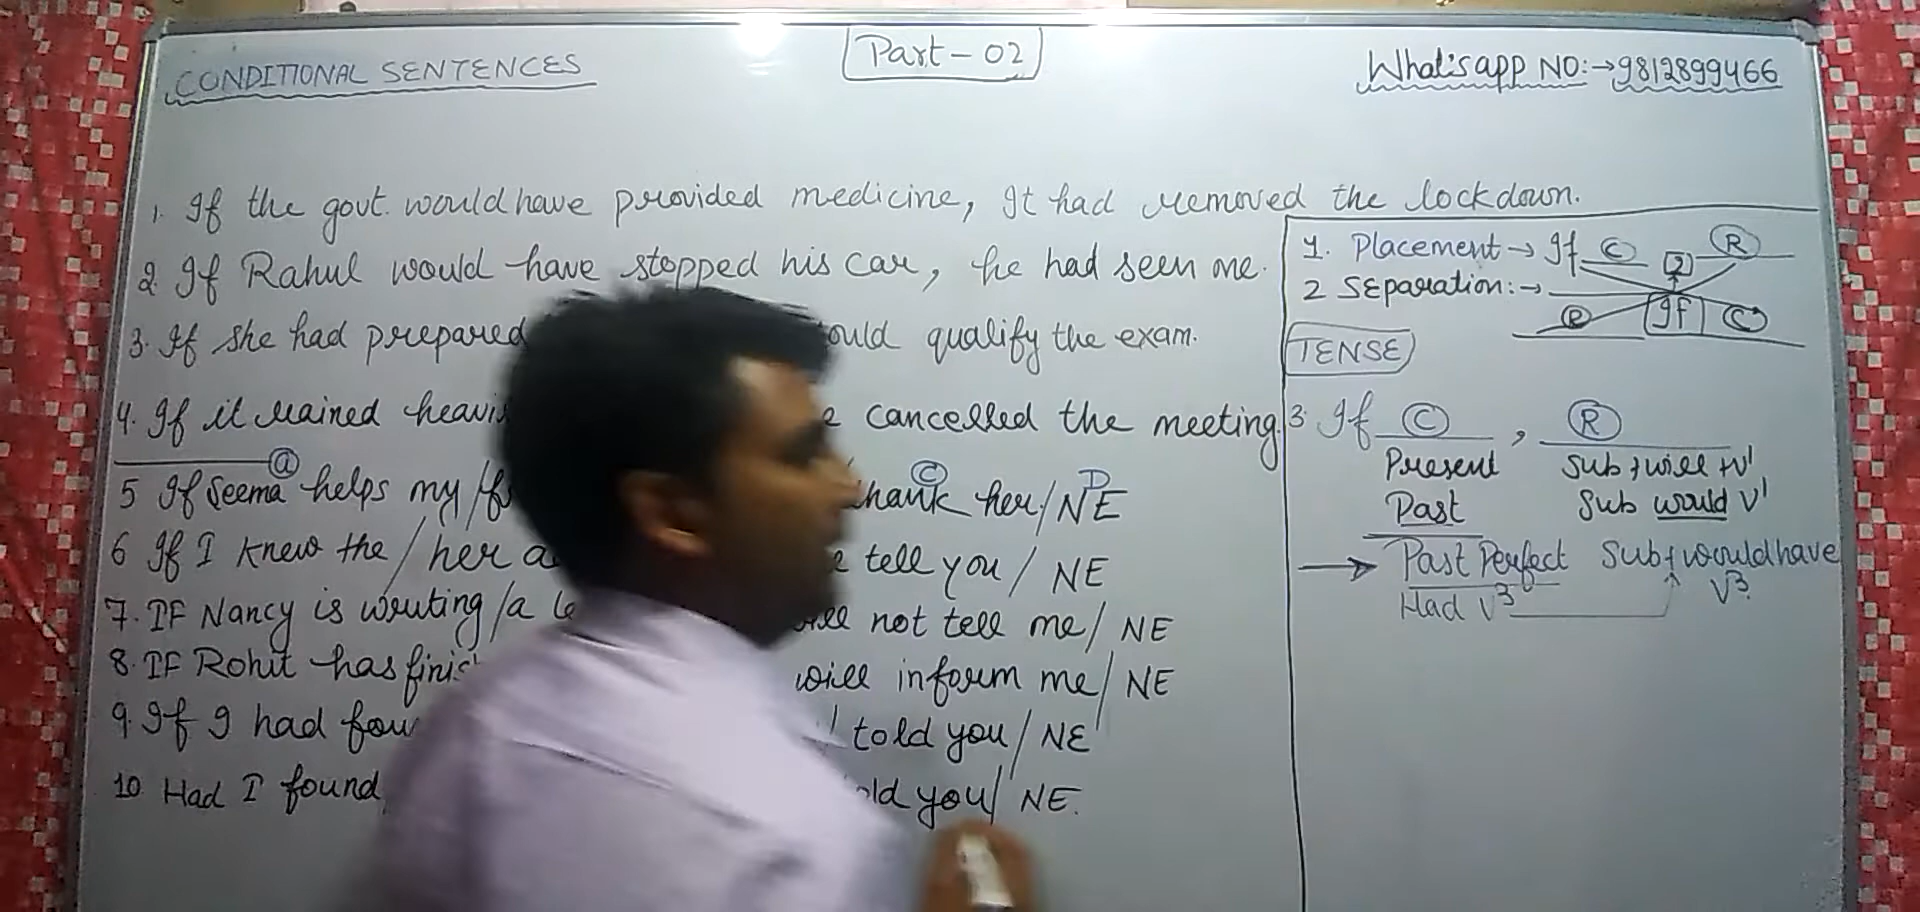 CONDITIONAL SENTENCES
Part - 02
Whatsapp NO:→ 9812899466
1. If the govt. would have provided medicine, It had removed the lockdown.
2. If Rahul would have stopped his car, he had seen me.
3. If she had prepared ould qualify the exam.
4. If it rained heavi cancelled the meeting.
@ C D
5 If Seema helps my / thank her / NE
6 If I knew the / her a tell you / NE
7. IF Nancy is writing / a le not tell me / NE
8. IF Rohit has finis will inform me / NE
9. If I had fou told you / NE
10 Had I found old you / NE.
1. Placement → If C [2] R
2 SEparation:→
R If C
TENSE
3 If C , R
Present Sub + will + V1
Past Sub would V1
→ Past Perfect Sub + would have
Had V3 V3.